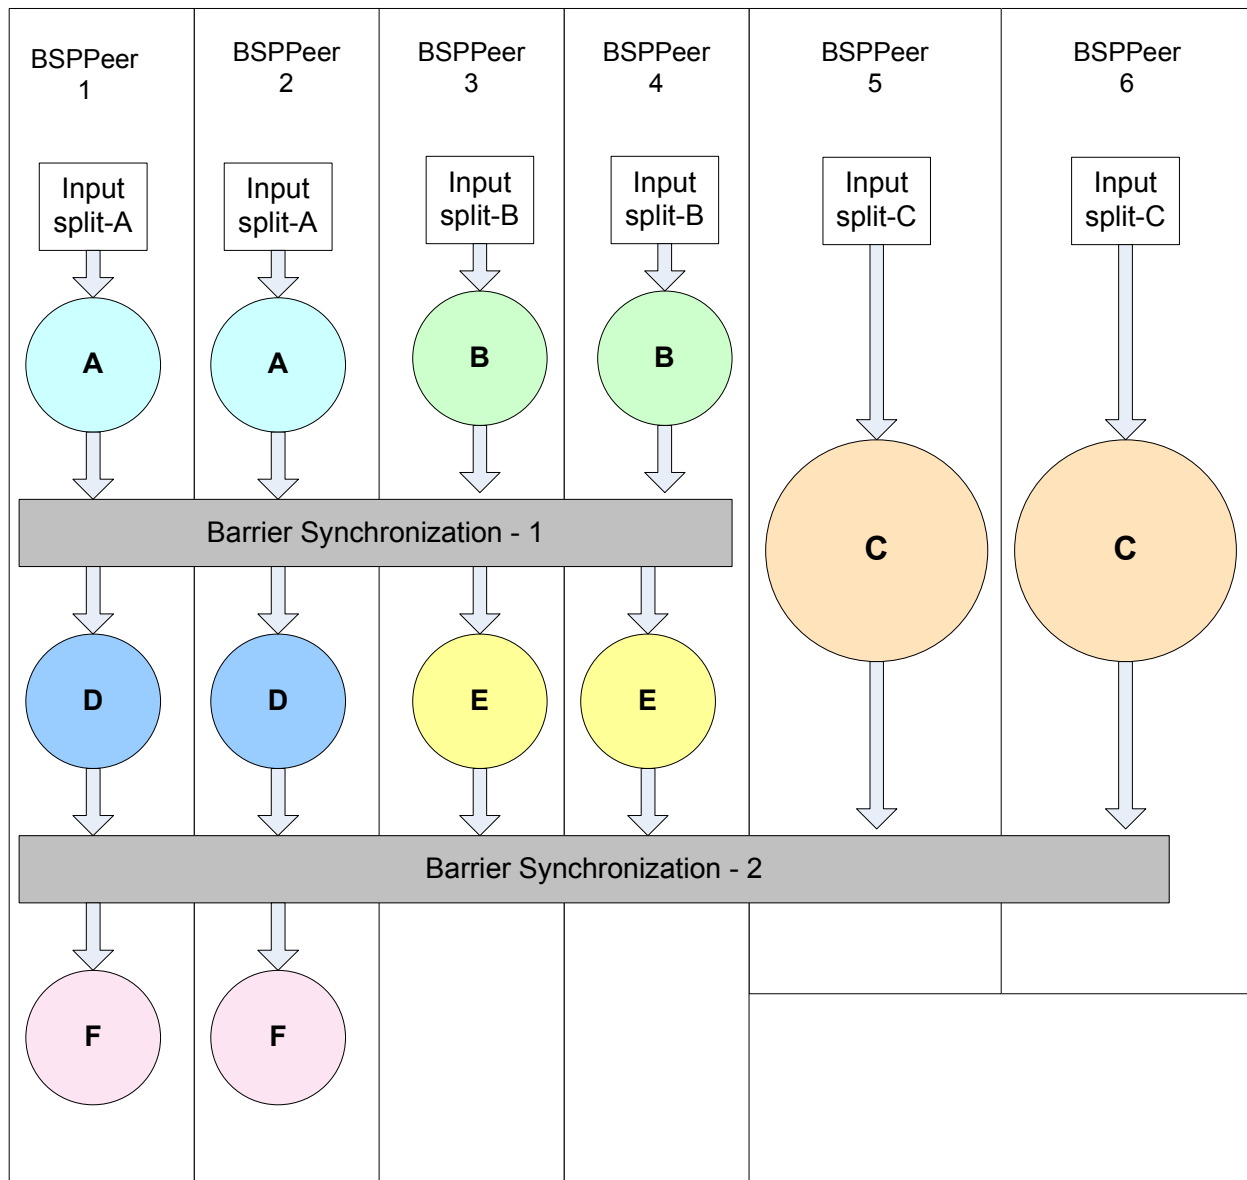 BSPPeer
1
BSPPeer
2
BSPPeer
3
BSPPeer
4
BSPPeer
5
BSPPeer
6
Input
split-A
Input
split-A
Input
split-B
Input
split-B
Input
split-C
Input
split-C
A
A
B
B
C
C
Barrier Synchronization - 1
D
D
E
E
Barrier Synchronization - 2
F
F